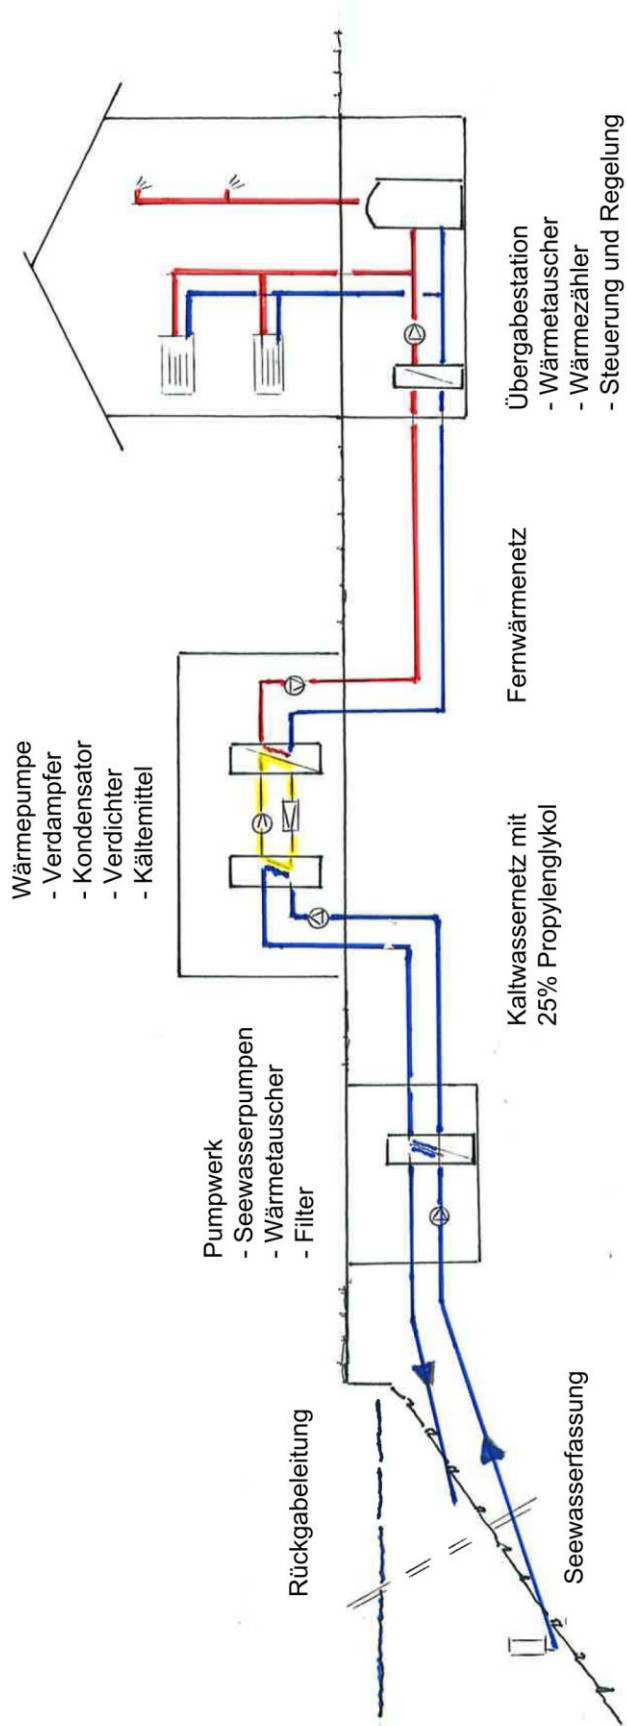 Rückgabeleitung
Seewasserfassung
Pumpwerk
- Seewasserpumpen
- Wärmetauscher
- Filter
Kaltwassernetz mit
25% Propylenglykol
Wärmepumpe
- Verdampfer
- Kondensator
- Verdichter
- Kältemittel
Fernwärmenetz
Übergabestation
- Wärmetauscher
- Wärmezähler
- Steuerung und Regelung